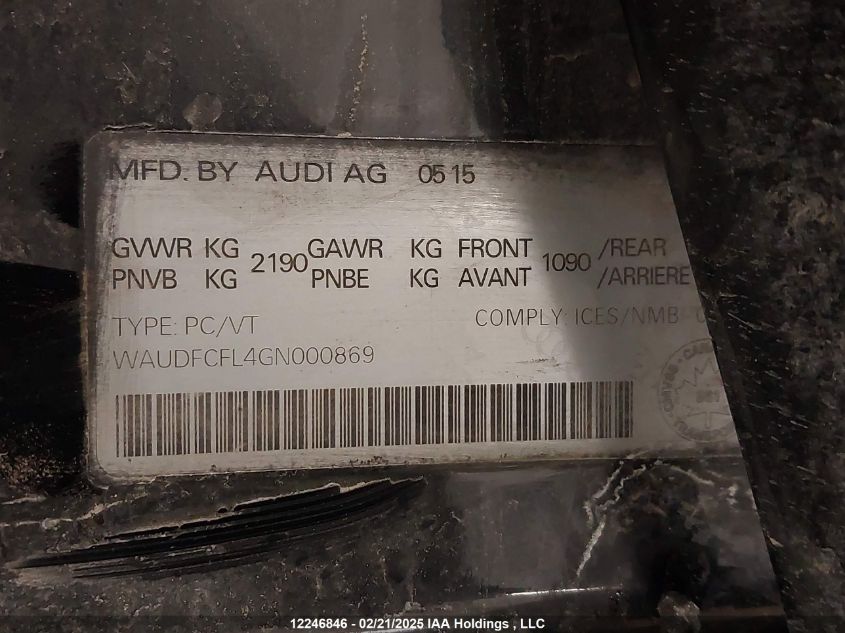 MFD. BY AUDI AG 05 15
GVWR KG 2190 GAWR KG FRONT 1090 /REAR
PNVB KG PNBE KG AVANT /ARRIERE
TYPE: PC/VT COMPLY: ICES/NMB
WAUDFCFL4GN000869
12246846 - 02/21/2025 IAA Holdings , LLC